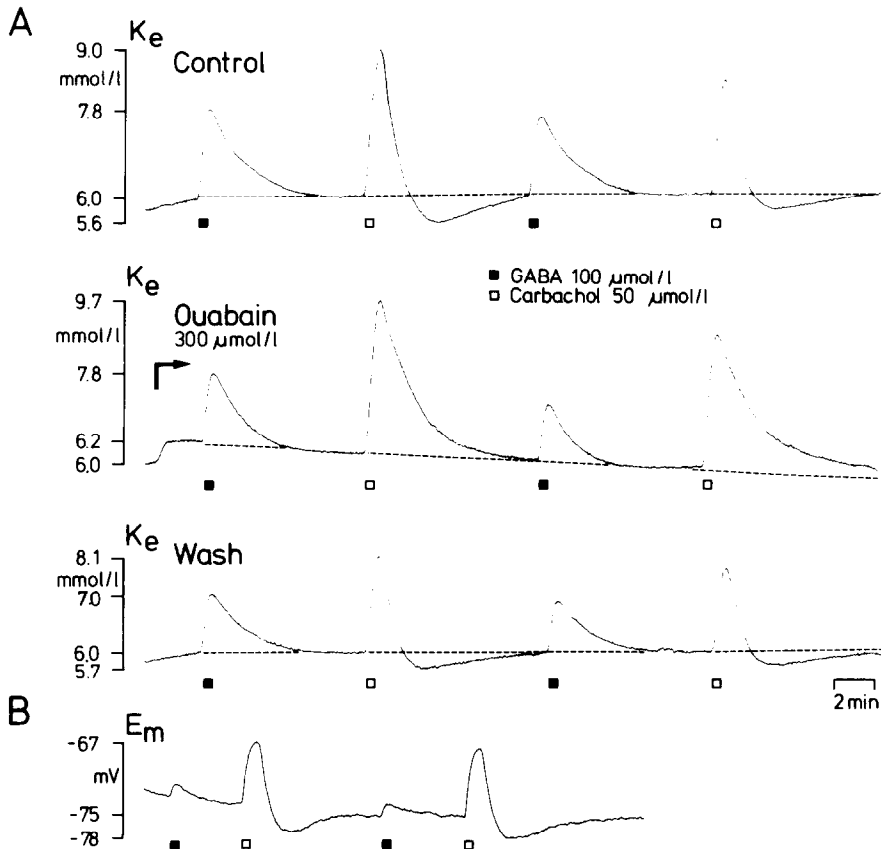 A
Ke
9.0
mmol/l
Control
7.8
6.0
5.6
Ke
■ GABA 100 µmol/l
□ Carbachol 50 µmol/l
9.7
mmol/l
Ouabain
300 µmol/l
7.8
6.2
6.0
Ke
8.1
mmol/l
Wash
7.0
6.0
5.7
2 min
B
Em
-67
mV
-75
-78